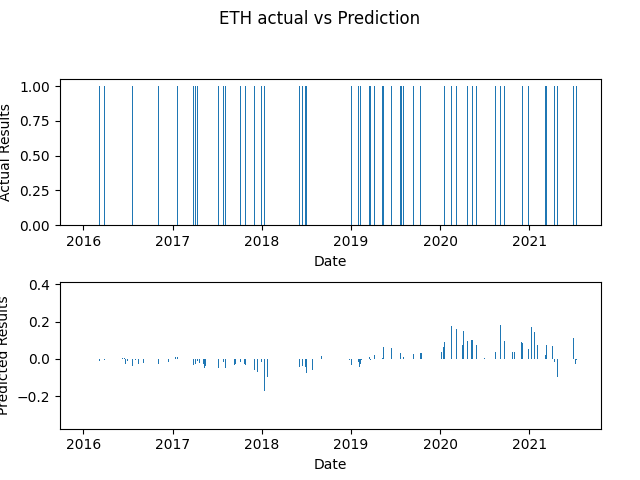 ETH actual vs Prediction
1.00
0.75
0.50
0.25
0.00
Actual Results
2016 2017 2018 2019 2020 2021
Date
0.4
0.2
0.0
−0.2
Predicted Results
2016 2017 2018 2019 2020 2021
Date